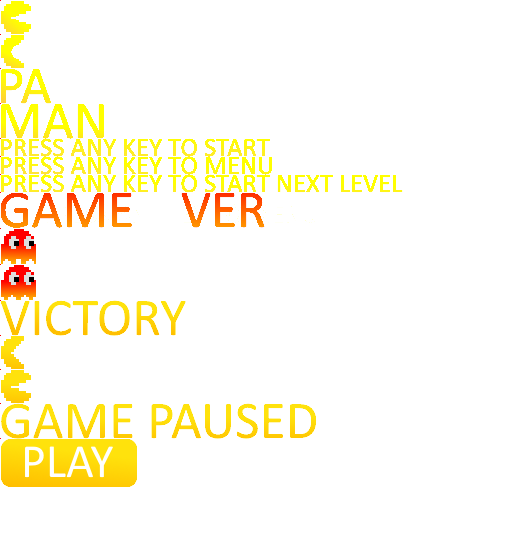 PA
MAN
PRESS ANY KEY TO START
PRESS ANY KEY TO MENU
PRESS ANY KEY TO START NEXT LEVEL
GAME VER
VICTORY
GAME PAUSED
PLAY